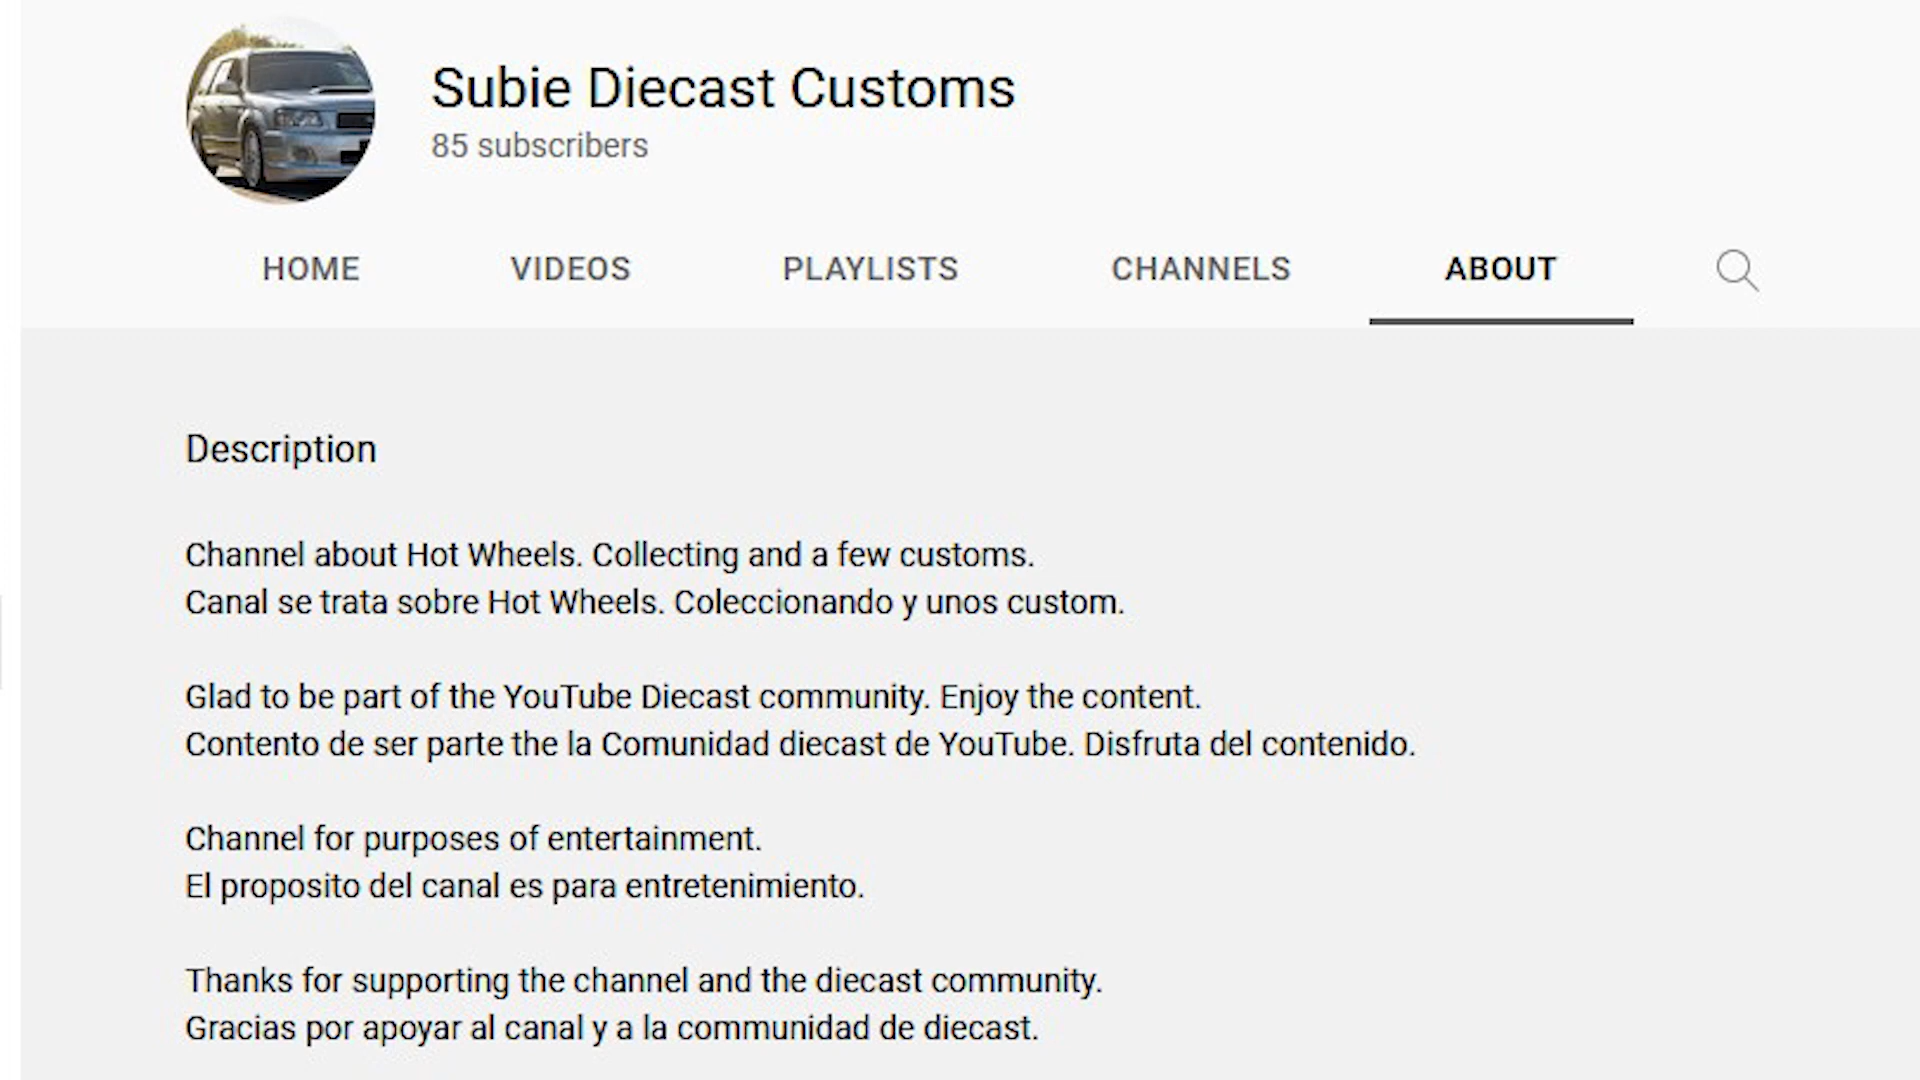 Subie Diecast Customs
85 subscribers
HOME VIDEOS PLAYLISTS CHANNELS ABOUT
Description
Channel about Hot Wheels. Collecting and a few customs.
Canal se trata sobre Hot Wheels. Coleccionando y unos custom.
Glad to be part of the YouTube Diecast community. Enjoy the content.
Contento de ser parte the la Comunidad diecast de YouTube. Disfruta del contenido.
Channel for purposes of entertainment.
El proposito del canal es para entretenimiento.
Thanks for supporting the channel and the diecast community.
Gracias por apoyar al canal y a la communidad de diecast.